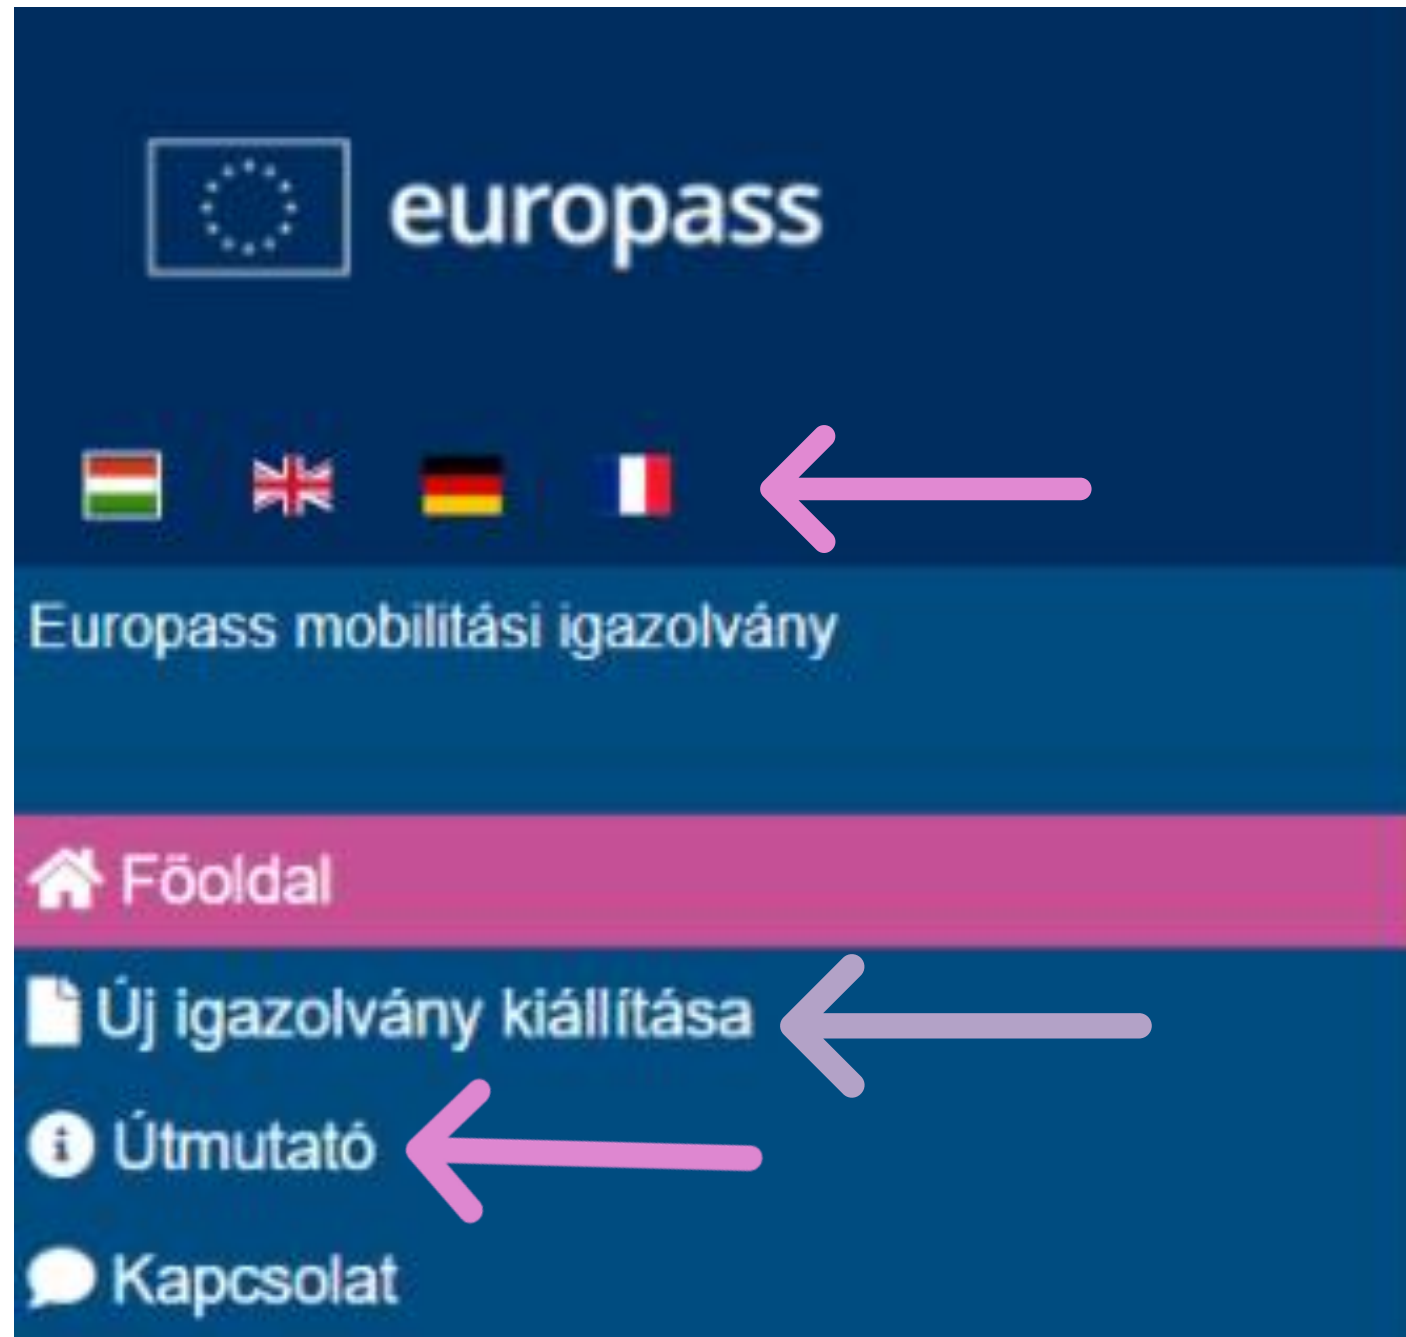 europass
Europass mobilitási igazolvány
Főoldal
Új igazolvány kiállítása
Útmutató
Kapcsolat